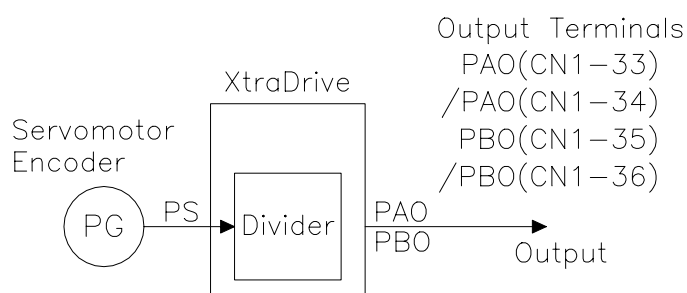 Output Terminals
PAO(CN1-33)
XtraDrive
/PAO(CN1-34)
Servomotor
PBO(CN1-35)
Encoder
/PBO(CN1-36)
PS
PAO
PG
Divider
PBO
Output